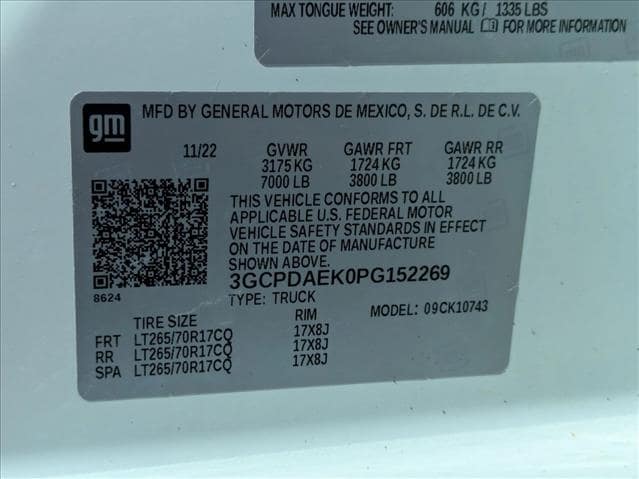 MAX TONGUE WEIGHT: 606 KG/ 1335 LBS
SEE OWNER'S MANUAL FOR MORE INFORMATION
gm
MFD BY GENERAL MOTORS DE MEXICO, S. DE R.L. DE C.V.
11/22 GVWR GAWR FRT GAWR RR
3175 KG 1724 KG 1724 KG
7000 LB 3800 LB 3800 LB
THIS VEHICLE CONFORMS TO ALL
APPLICABLE U.S. FEDERAL MOTOR
VEHICLE SAFETY STANDARDS IN EFFECT
ON THE DATE OF MANUFACTURE
SHOWN ABOVE.
8624
3GCPDAEK0PG152269
TYPE: TRUCK
MODEL: 09CK10743
TIRE SIZE RIM
FRT LT265/70R17CQ 17X8J
RR LT265/70R17CQ 17X8J
SPA LT265/70R17CQ 17X8J